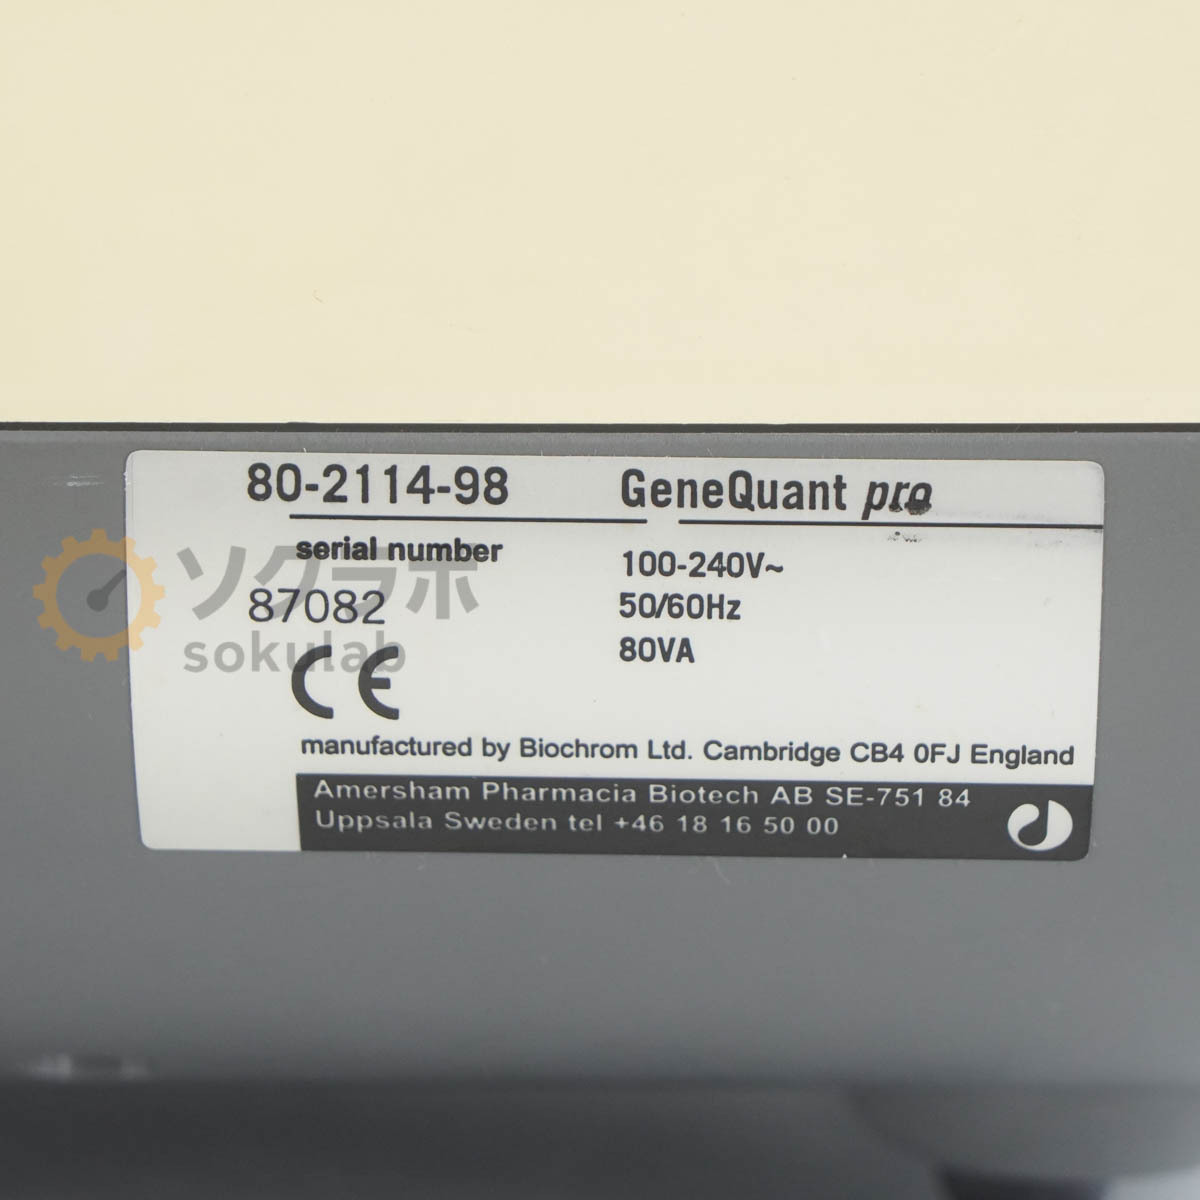 80-2114-98
GeneQuant pro
serial number
87082
100-240V~
50/60Hz
80VA
CE
manufactured by Biochrom Ltd. Cambridge CB4 0FJ England
Amersham Pharmacia Biotech AB SE-751 84
Uppsala Sweden tel +46 18 16 50 00
ソクラボ
sokulab